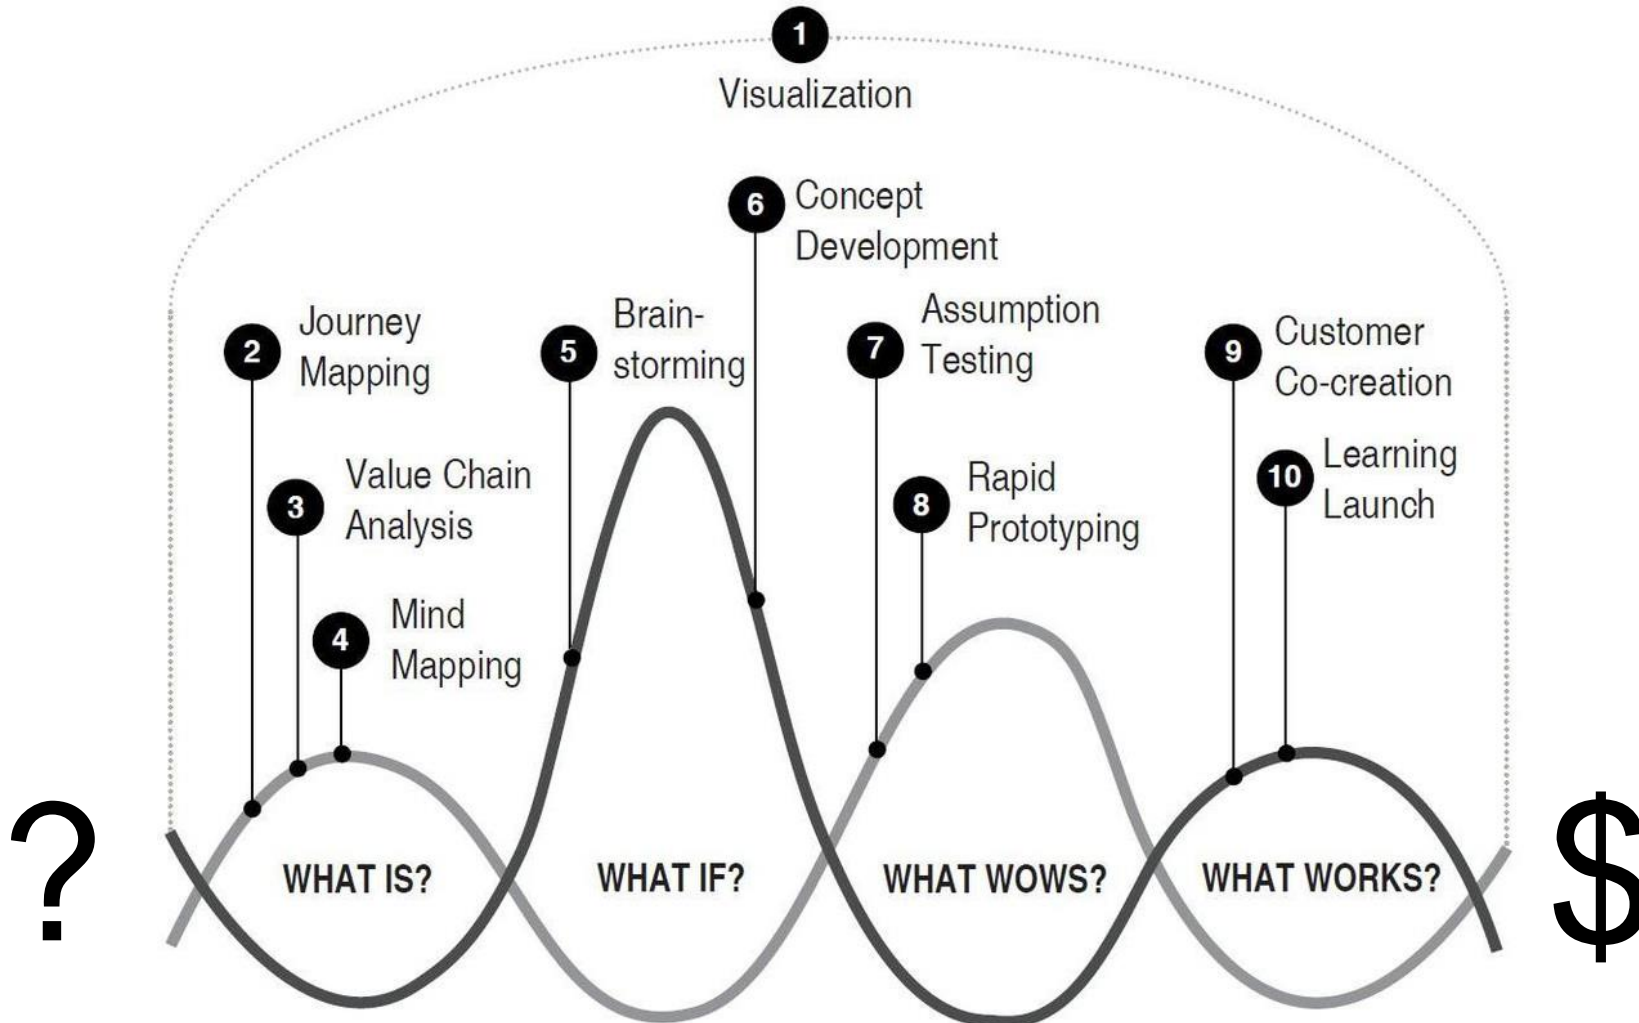 1
Visualization
6
Concept
Development
2
Journey
Mapping
5
Brain-
storming
7
Assumption
Testing
9
Customer
Co-creation
3
Value Chain
Analysis
8
Rapid
Prototyping
10
Learning
Launch
4
Mind
Mapping
?
WHAT IS?
WHAT IF?
WHAT WOWS?
WHAT WORKS?
$